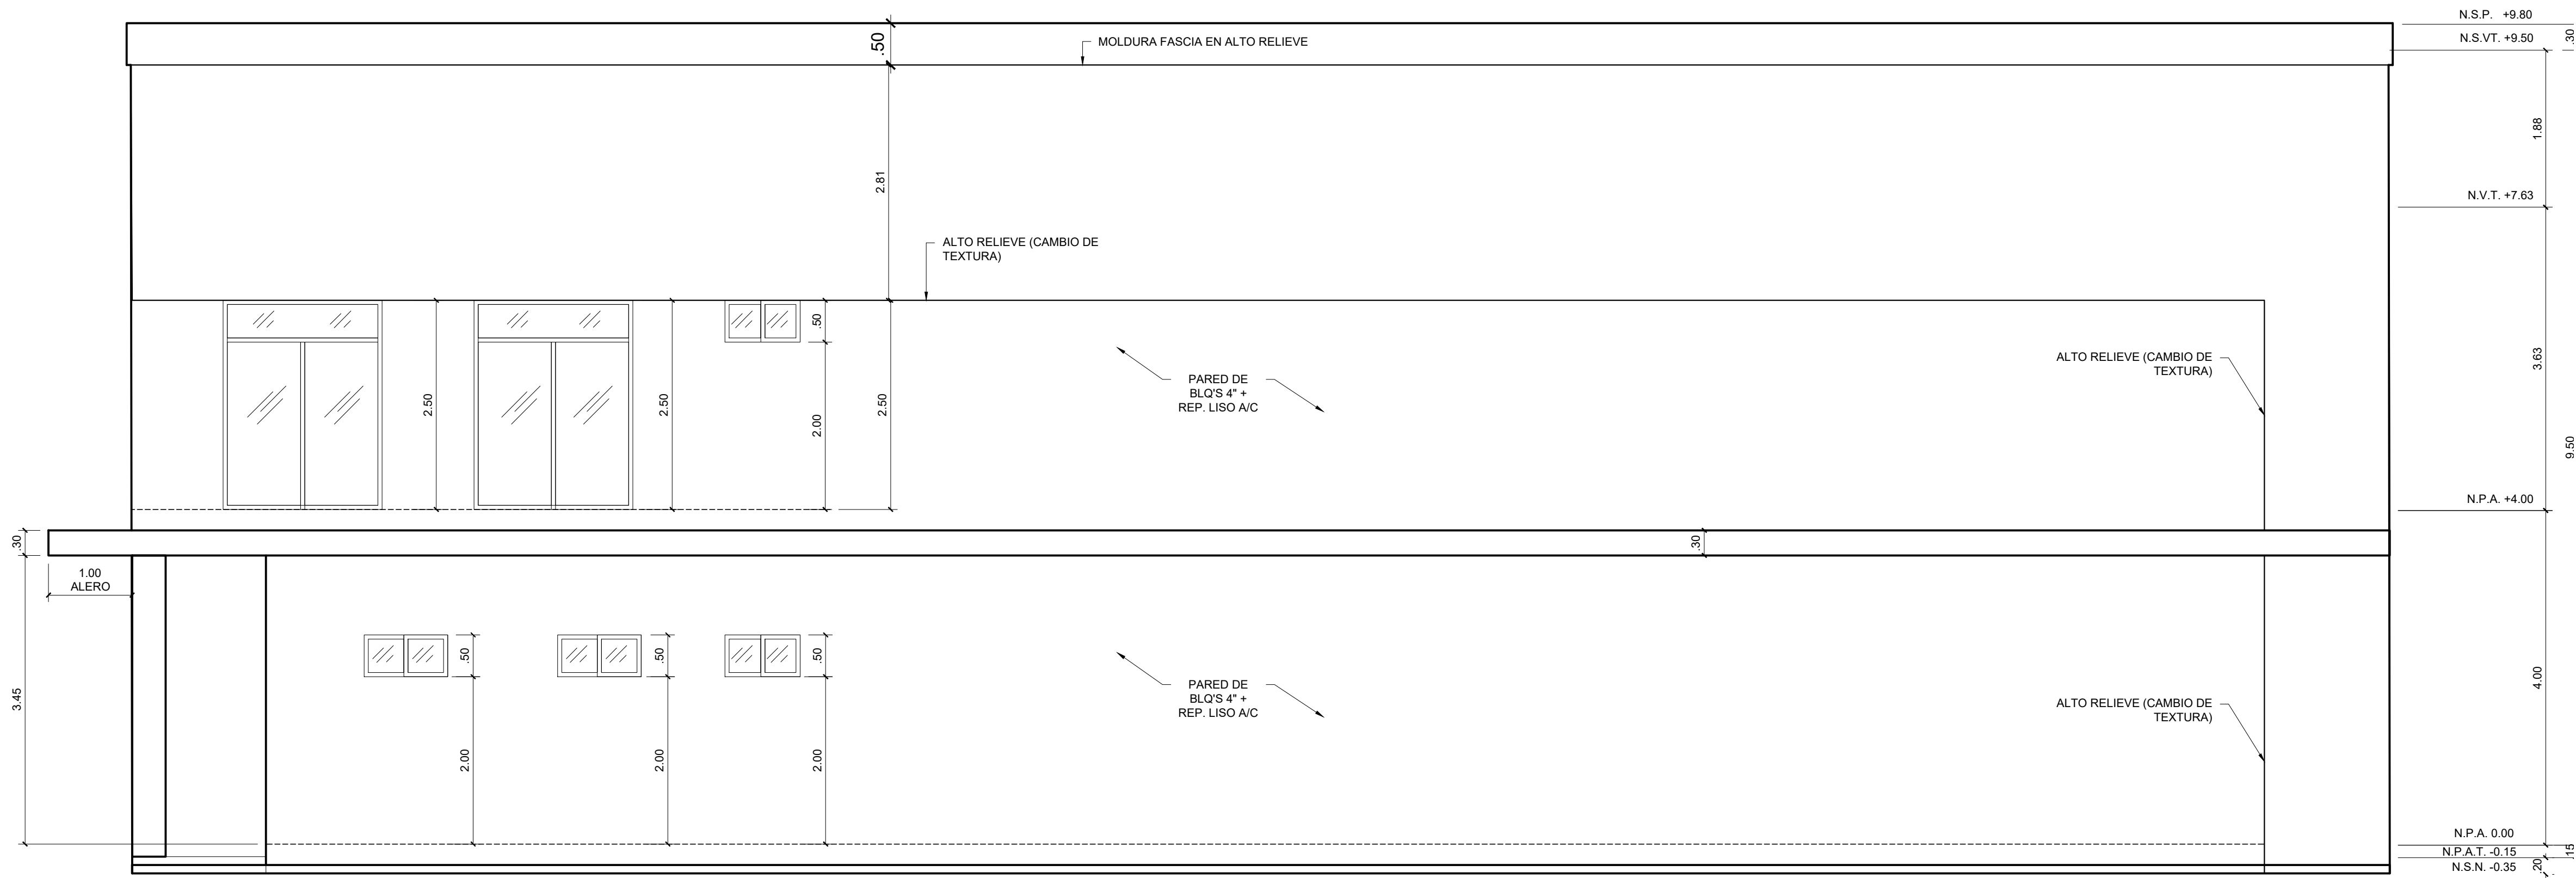 N.S.P. +9.80
.50
MOLDURA FASCIA EN ALTO RELIEVE
N.S.VT. +9.50
.30
1.88
2.81
N.V.T. +7.63
ALTO RELIEVE (CAMBIO DE
TEXTURA)
.50
ALTO RELIEVE (CAMBIO DE
TEXTURA)
3.63
PARED DE
BLQ'S 4" +
REP. LISO A/C
2.50
2.50
2.00
2.50
9.50
N.P.A. +4.00
.30
.30
1.00
ALERO
.50
.50
.50
3.45
PARED DE
BLQ'S 4" +
REP. LISO A/C
4.00
ALTO RELIEVE (CAMBIO DE
TEXTURA)
2.00
2.00
2.00
N.P.A. 0.00
N.P.A.T. -0.15
.15
N.S.N. -0.35
.20